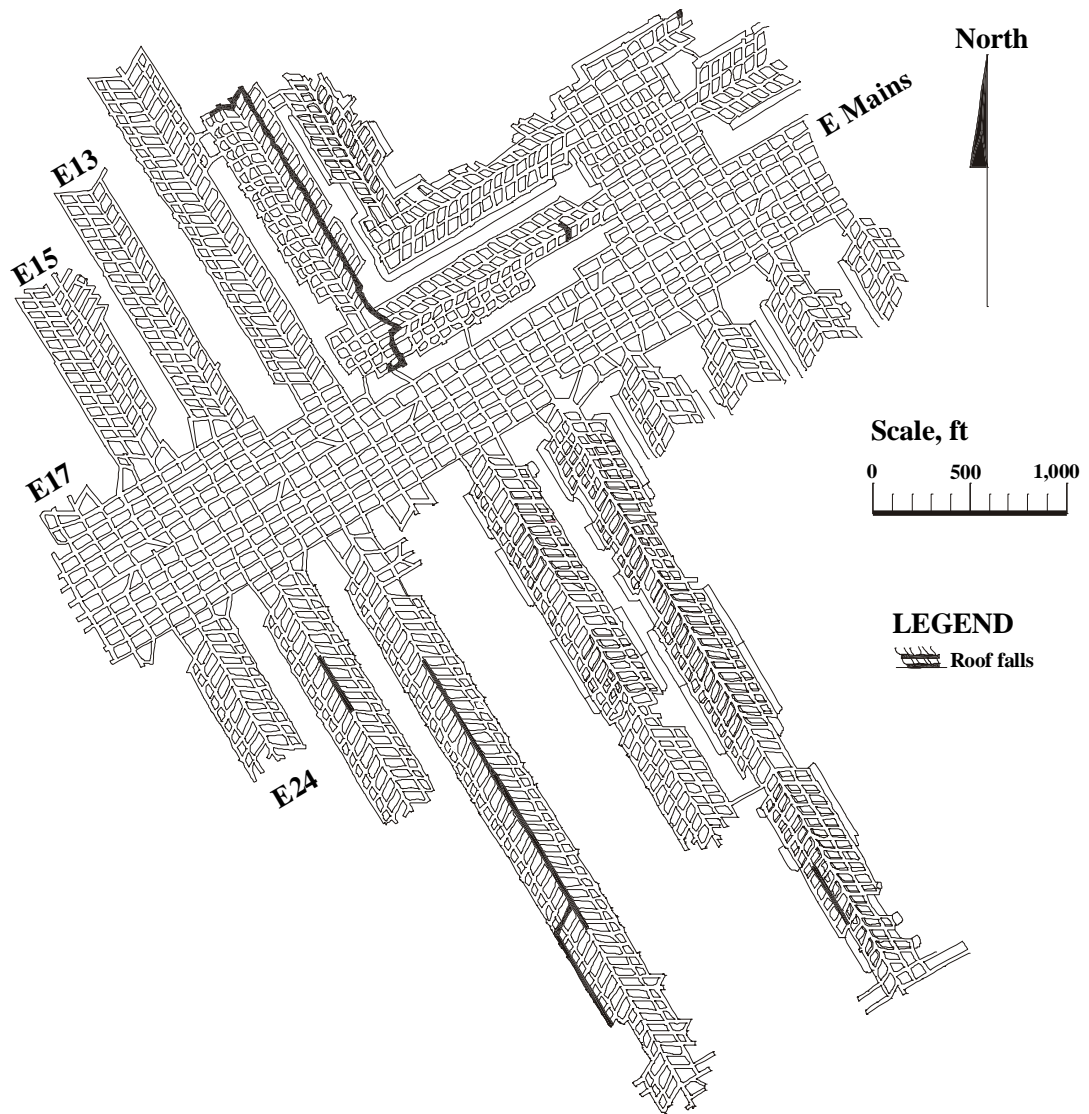 North
E Mains
E13
E15
Scale, ft
0 500 1,000
E17
LEGEND
Roof falls
E24